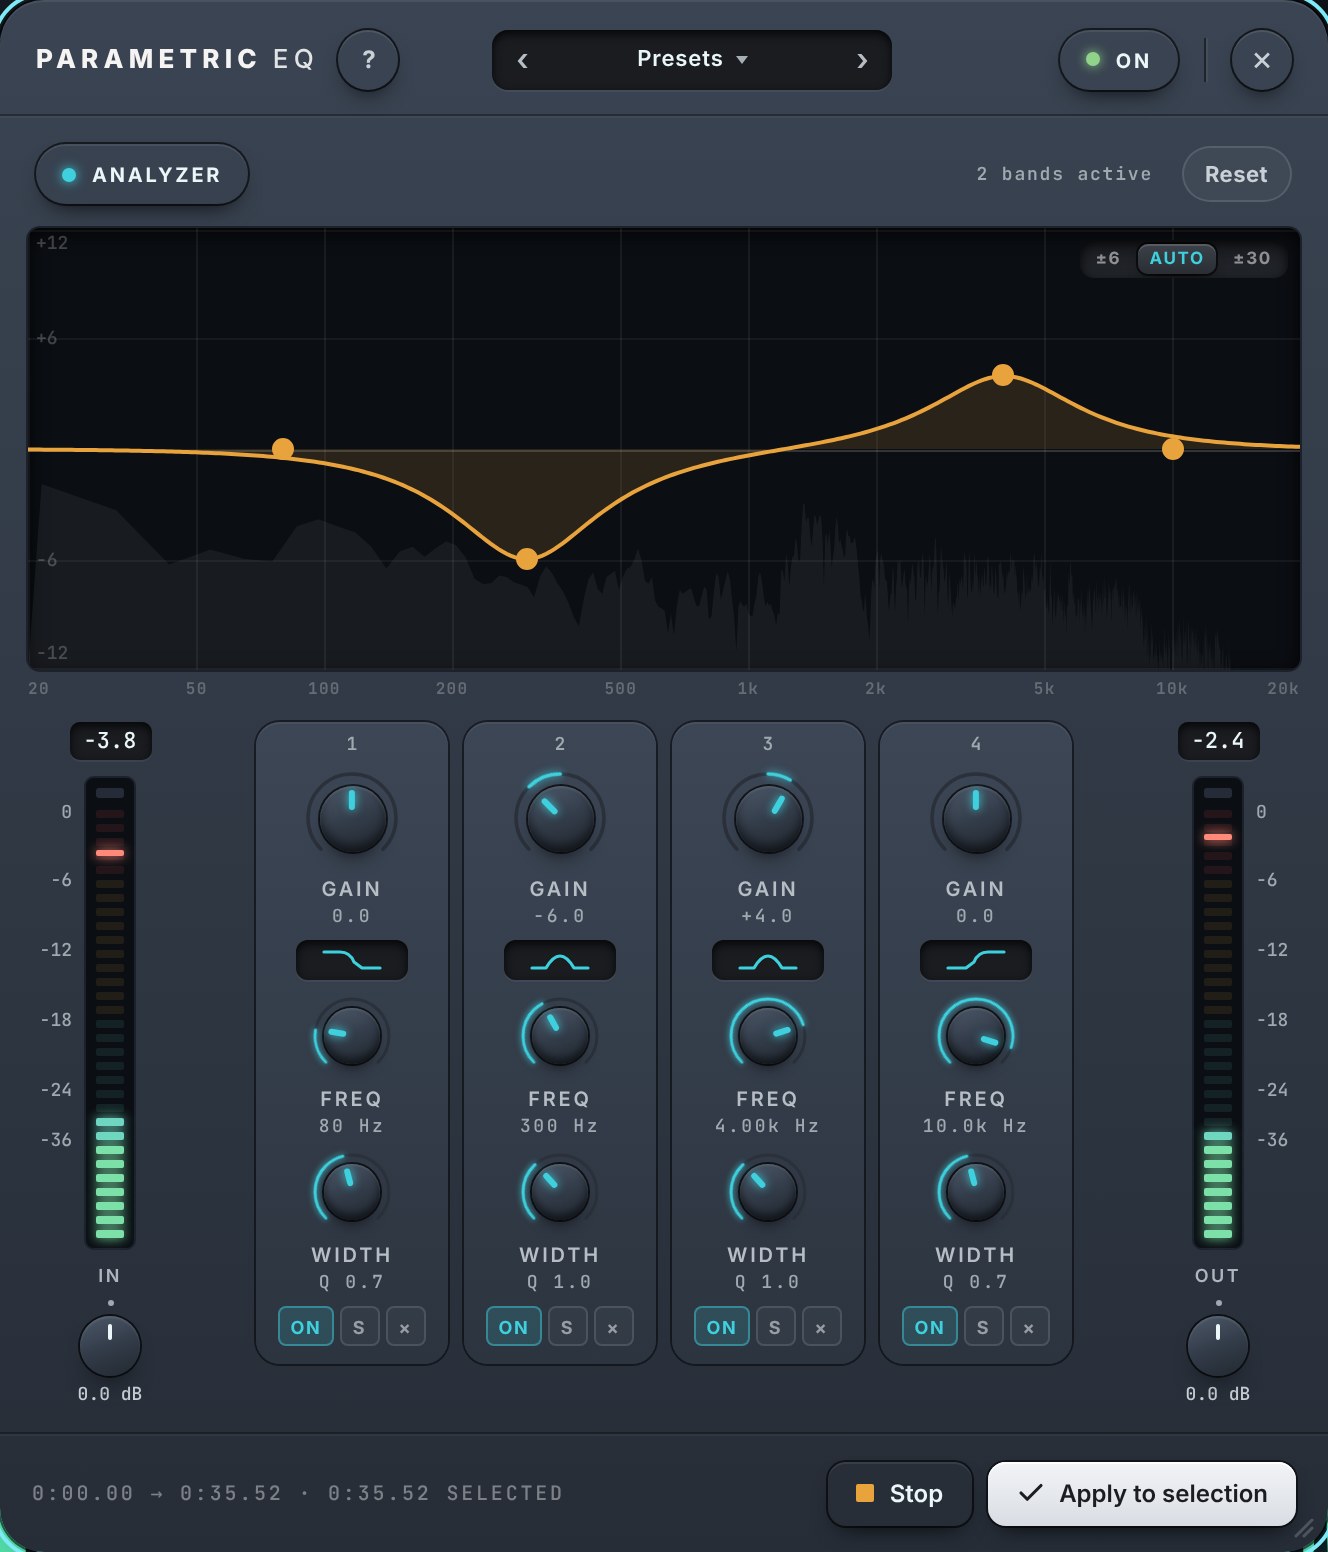 PARAMETRIC EQ ? ‹ Presets ▾ › ON ×
ANALYZER 2 bands active Reset
+12 ±6 AUTO ±30
+6
-6
-12
20 50 100 200 500 1k 2k 5k 10k 20k
-3.8 1 2 3 4 -2.4
0 0
-6 -6
GAIN GAIN GAIN GAIN
0.0 -6.0 +4.0 0.0
-12 -12
-18 -18
-24 -24
FREQ FREQ FREQ FREQ
80 Hz 300 Hz 4.00k Hz 10.0k Hz
-36 -36
WIDTH WIDTH WIDTH WIDTH
IN Q 0.7 Q 1.0 Q 1.0 Q 0.7 OUT
ON S × ON S × ON S × ON S ×
0.0 dB 0.0 dB
0:00.00 → 0:35.52 · 0:35.52 SELECTED Stop Apply to selection